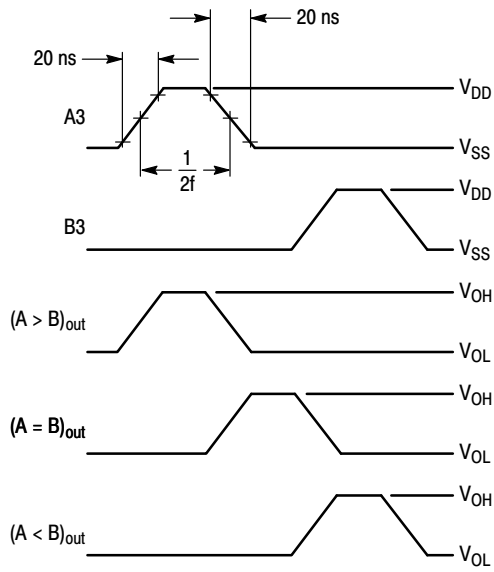 20 ns
20 ns
A3
V_DD
V_SS
1
2f
B3
V_DD
V_SS
(A > B)_out
V_OH
V_OL
(A = B)_out
V_OH
V_OL
(A < B)_out
V_OH
V_OL